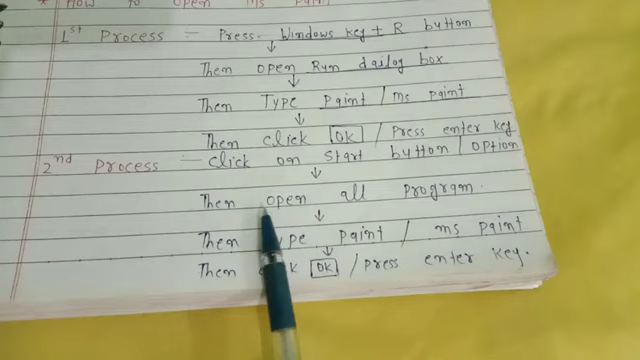 * How to open ms paint
1st Process = Press Windows key + R button
Then open Run dailog box
Then Type paint / ms paint
Then click OK / Press enter key
2nd Process = click on start button / option
Then open all program
Then paint / ms paint
Then OK / press enter key.